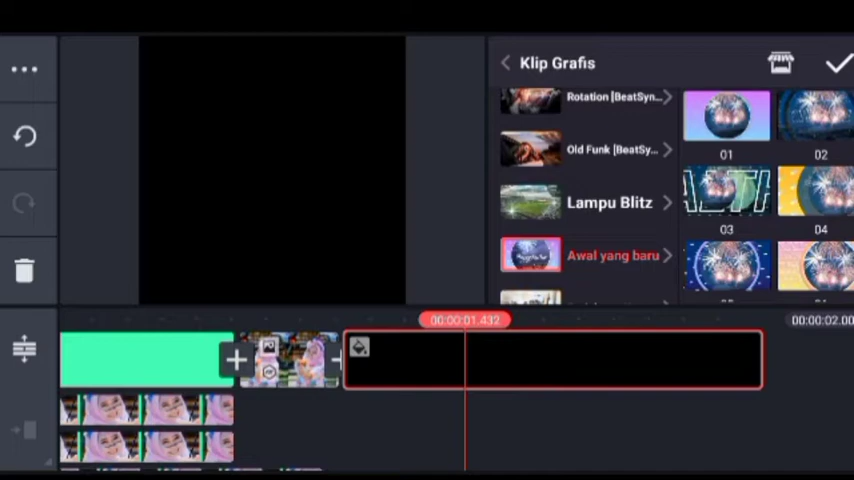 Klip Grafis
Rotation [BeatSyn...
01
02
Old Funk [BeatSy...
Lampu Blitz
03
04
Awal yang baru
00:00:01.432
00:00:02.00